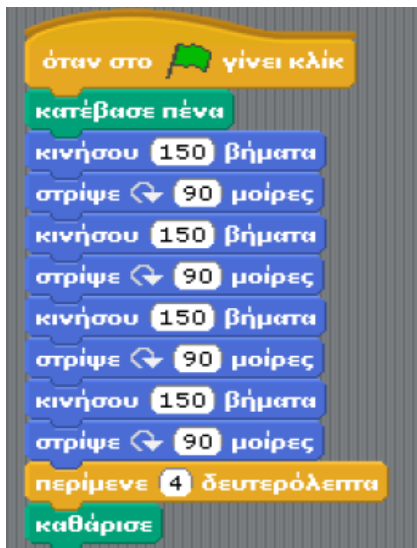 όταν στο γίνει κλίκ
κατέβασε πένα
κινήσου 150 βήματα
στρίψε 90 μοίρες
κινήσου 150 βήματα
στρίψε 90 μοίρες
κινήσου 150 βήματα
στρίψε 90 μοίρες
κινήσου 150 βήματα
στρίψε 90 μοίρες
περίμενε 4 δευτερόλεπτα
καθάρισε